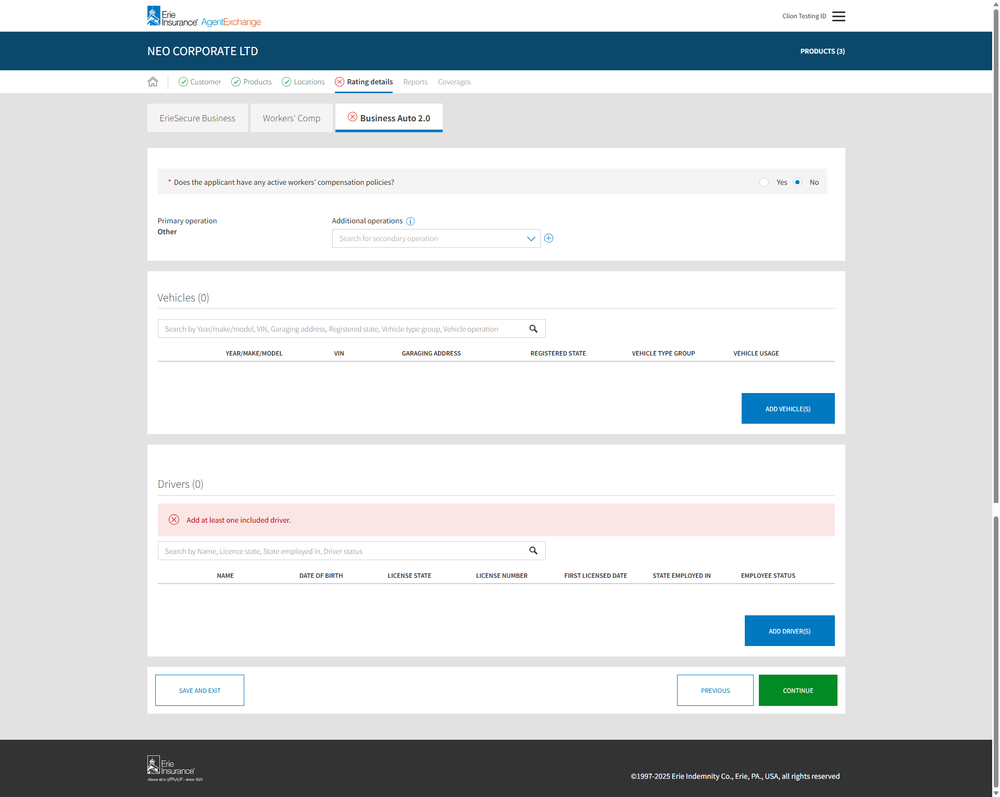 Erie
Insurance® AgentExchange
Clion Testing ID
NEO CORPORATE LTD
PRODUCTS (3)
Customer
Products
Locations
Rating details
Reports
Coverages
ErieSecure Business
Workers' Comp
Business Auto 2.0
* Does the applicant have any active workers’ compensation policies?
Yes
No
Primary operation
Other
Additional operations
Search for secondary operation
Vehicles (0)
Search by Year/make/model, VIN, Garaging address, Registered state, Vehicle type group, Vehicle operation
YEAR/MAKE/MODEL
VIN
GARAGING ADDRESS
REGISTERED STATE
VEHICLE TYPE GROUP
VEHICLE USAGE
ADD VEHICLE(S)
Drivers (0)
Add at least one included driver.
Search by Name, Licence state, State employed in, Driver status
NAME
DATE OF BIRTH
LICENSE STATE
LICENSE NUMBER
FIRST LICENSED DATE
STATE EMPLOYED IN
EMPLOYEE STATUS
ADD DRIVER(S)
SAVE AND EXIT
PREVIOUS
CONTINUE
Erie
Insurance®
Above all in SERVICE® - since 1925
©1997-2025 Erie Indemnity Co., Erie, PA., USA, all rights reserved